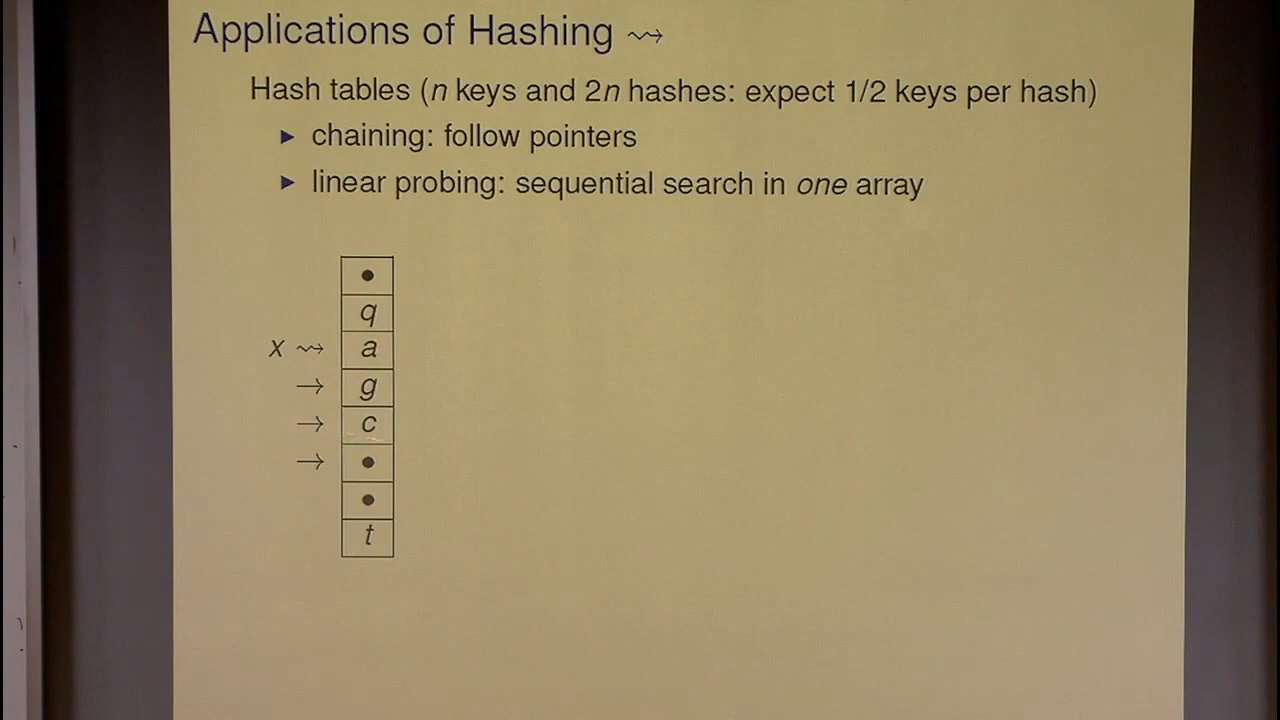 Applications of Hashing ⇝
Hash tables (n keys and 2n hashes: expect 1/2 keys per hash)
▶ chaining: follow pointers
▶ linear probing: sequential search in one array
•
q
x ⇝ a
→ g
→ c
→ •
•
t